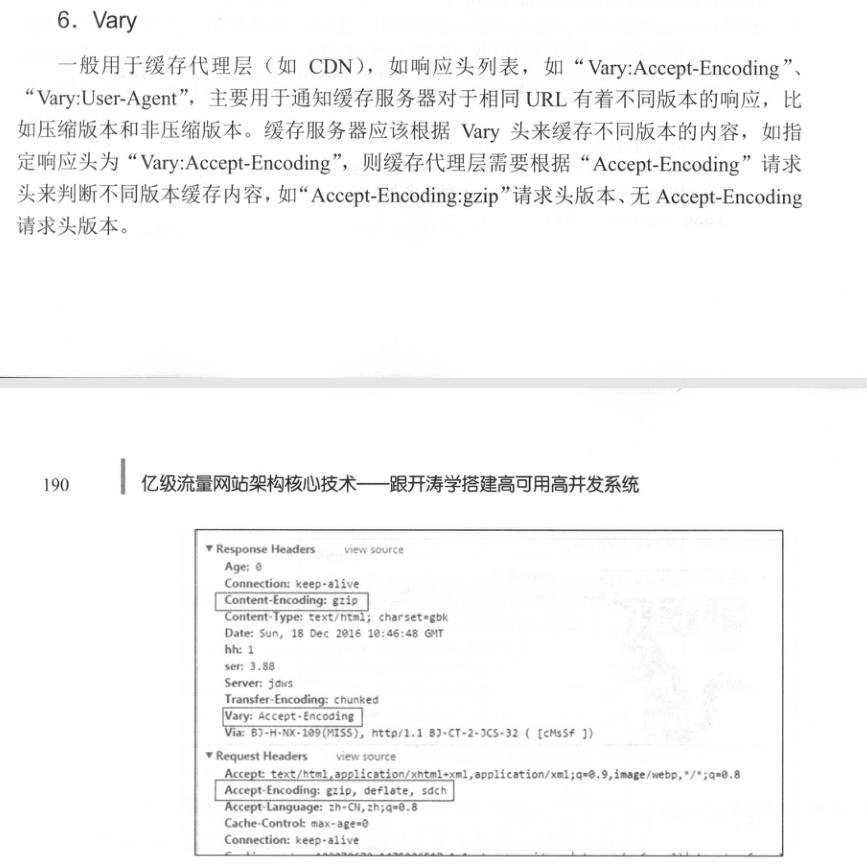 6．Vary
一般用于缓存代理层（如 CDN），如响应头列表，如“Vary:Accept-Encoding”、
“Vary:User-Agent”，主要用于通知缓存服务器对于相同 URL 有着不同版本的响应，比
如压缩版本和非压缩版本。缓存服务器应该根据 Vary 头来缓存不同版本的内容，如指
定响应头为“Vary:Accept-Encoding”，则缓存代理层需要根据“Accept-Encoding”请求
头来判断不同版本缓存内容，如“Accept-Encoding:gzip”请求头版本、无 Accept-Encoding
请求头版本。
190 亿级流量网站架构核心技术——跟开涛学搭建高可用高并发系统
▼ Response Headers view source
Age: 0
Connection: keep-alive
Content-Encoding: gzip
Content-Type: text/html; charset=gbk
Date: Sun, 18 Dec 2016 10:46:48 GMT
hh: 1
ser: 3.88
Server: jdws
Transfer-Encoding: chunked
Vary: Accept-Encoding
Via: BJ-H-NX-109(MISS), http/1.1 BJ-CT-2-JCS-32 ( [cMsSf ])
▼ Request Headers view source
Accept: text/html,application/xhtml+xml,application/xml;q=0.9,image/webp,*/*;q=0.8
Accept-Encoding: gzip, deflate, sdch
Accept-Language: zh-CN,zh;q=0.8
Cache-Control: max-age=0
Connection: keep-alive